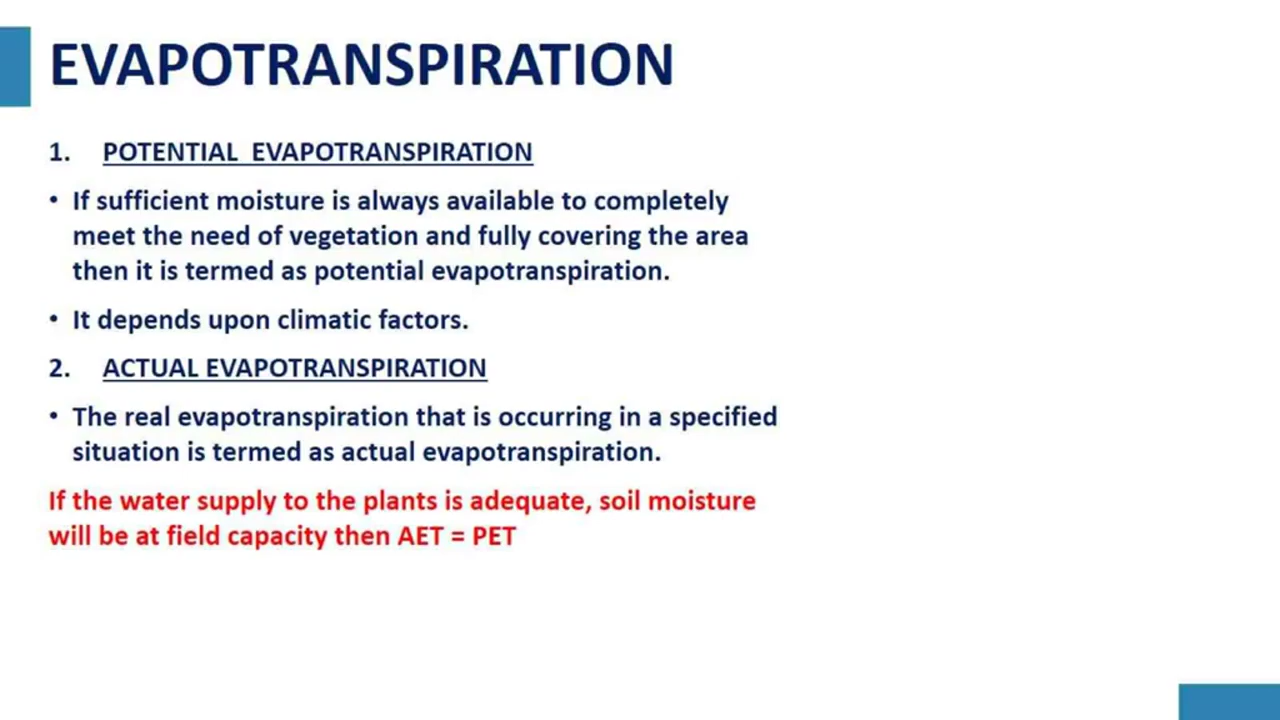 EVAPOTRANSPIRATION
1. POTENTIAL EVAPOTRANSPIRATION
• If sufficient moisture is always available to completely
meet the need of vegetation and fully covering the area
then it is termed as potential evapotranspiration.
• It depends upon climatic factors.
2. ACTUAL EVAPOTRANSPIRATION
• The real evapotranspiration that is occurring in a specified
situation is termed as actual evapotranspiration.
If the water supply to the plants is adequate, soil moisture
will be at field capacity then AET = PET